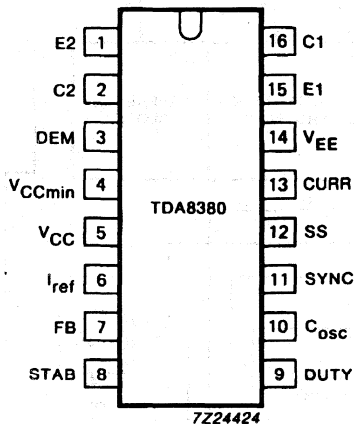 E2 1 16 C1
C2 2 15 E1
DEM 3 14 VEE
VCCmin 4 13 CURR
TDA8380
VCC 5 12 SS
Iref 6 11 SYNC
FB 7 10 Cosc
STAB 8 9 DUTY
7Z24424